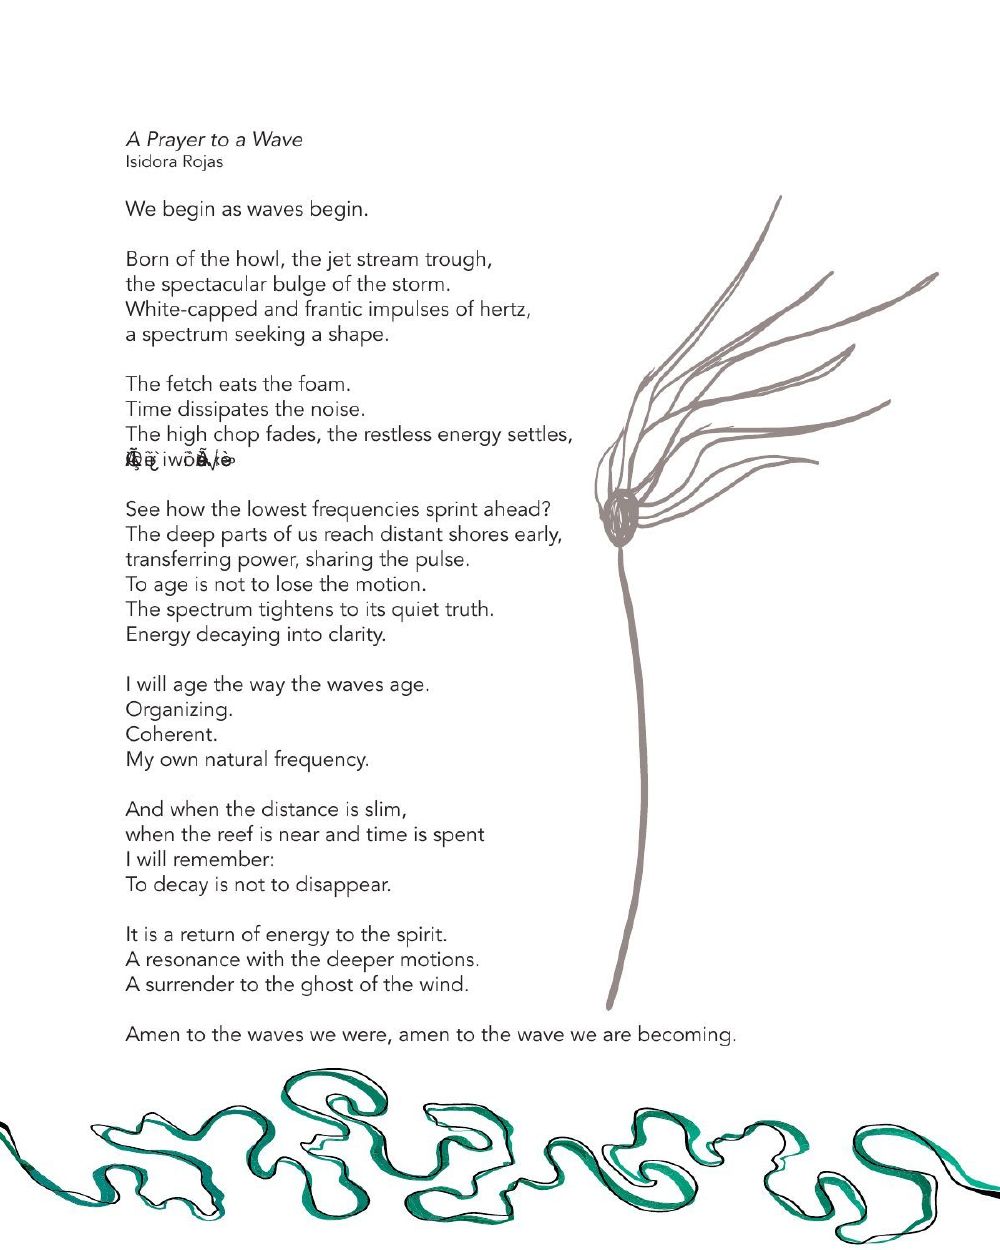 A Prayer to a Wave
Isidora Rojas
We begin as waves begin.
Born of the howl, the jet stream trough,
the spectacular bulge of the storm.
White-capped and frantic impulses of hertz,
a spectrum seeking a shape.
The fetch eats the foam.
Time dissipates the noise.
The high chop fades, the restless energy settles,
See how the lowest frequencies sprint ahead?
The deep parts of us reach distant shores early,
transferring power, sharing the pulse.
To age is not to lose the motion.
The spectrum tightens to its quiet truth.
Energy decaying into clarity.
I will age the way the waves age.
Organizing.
Coherent.
My own natural frequency.
And when the distance is slim,
when the reef is near and time is spent
I will remember:
To decay is not to disappear.
It is a return of energy to the spirit.
A resonance with the deeper motions.
A surrender to the ghost of the wind.
Amen to the waves we were, amen to the wave we are becoming.